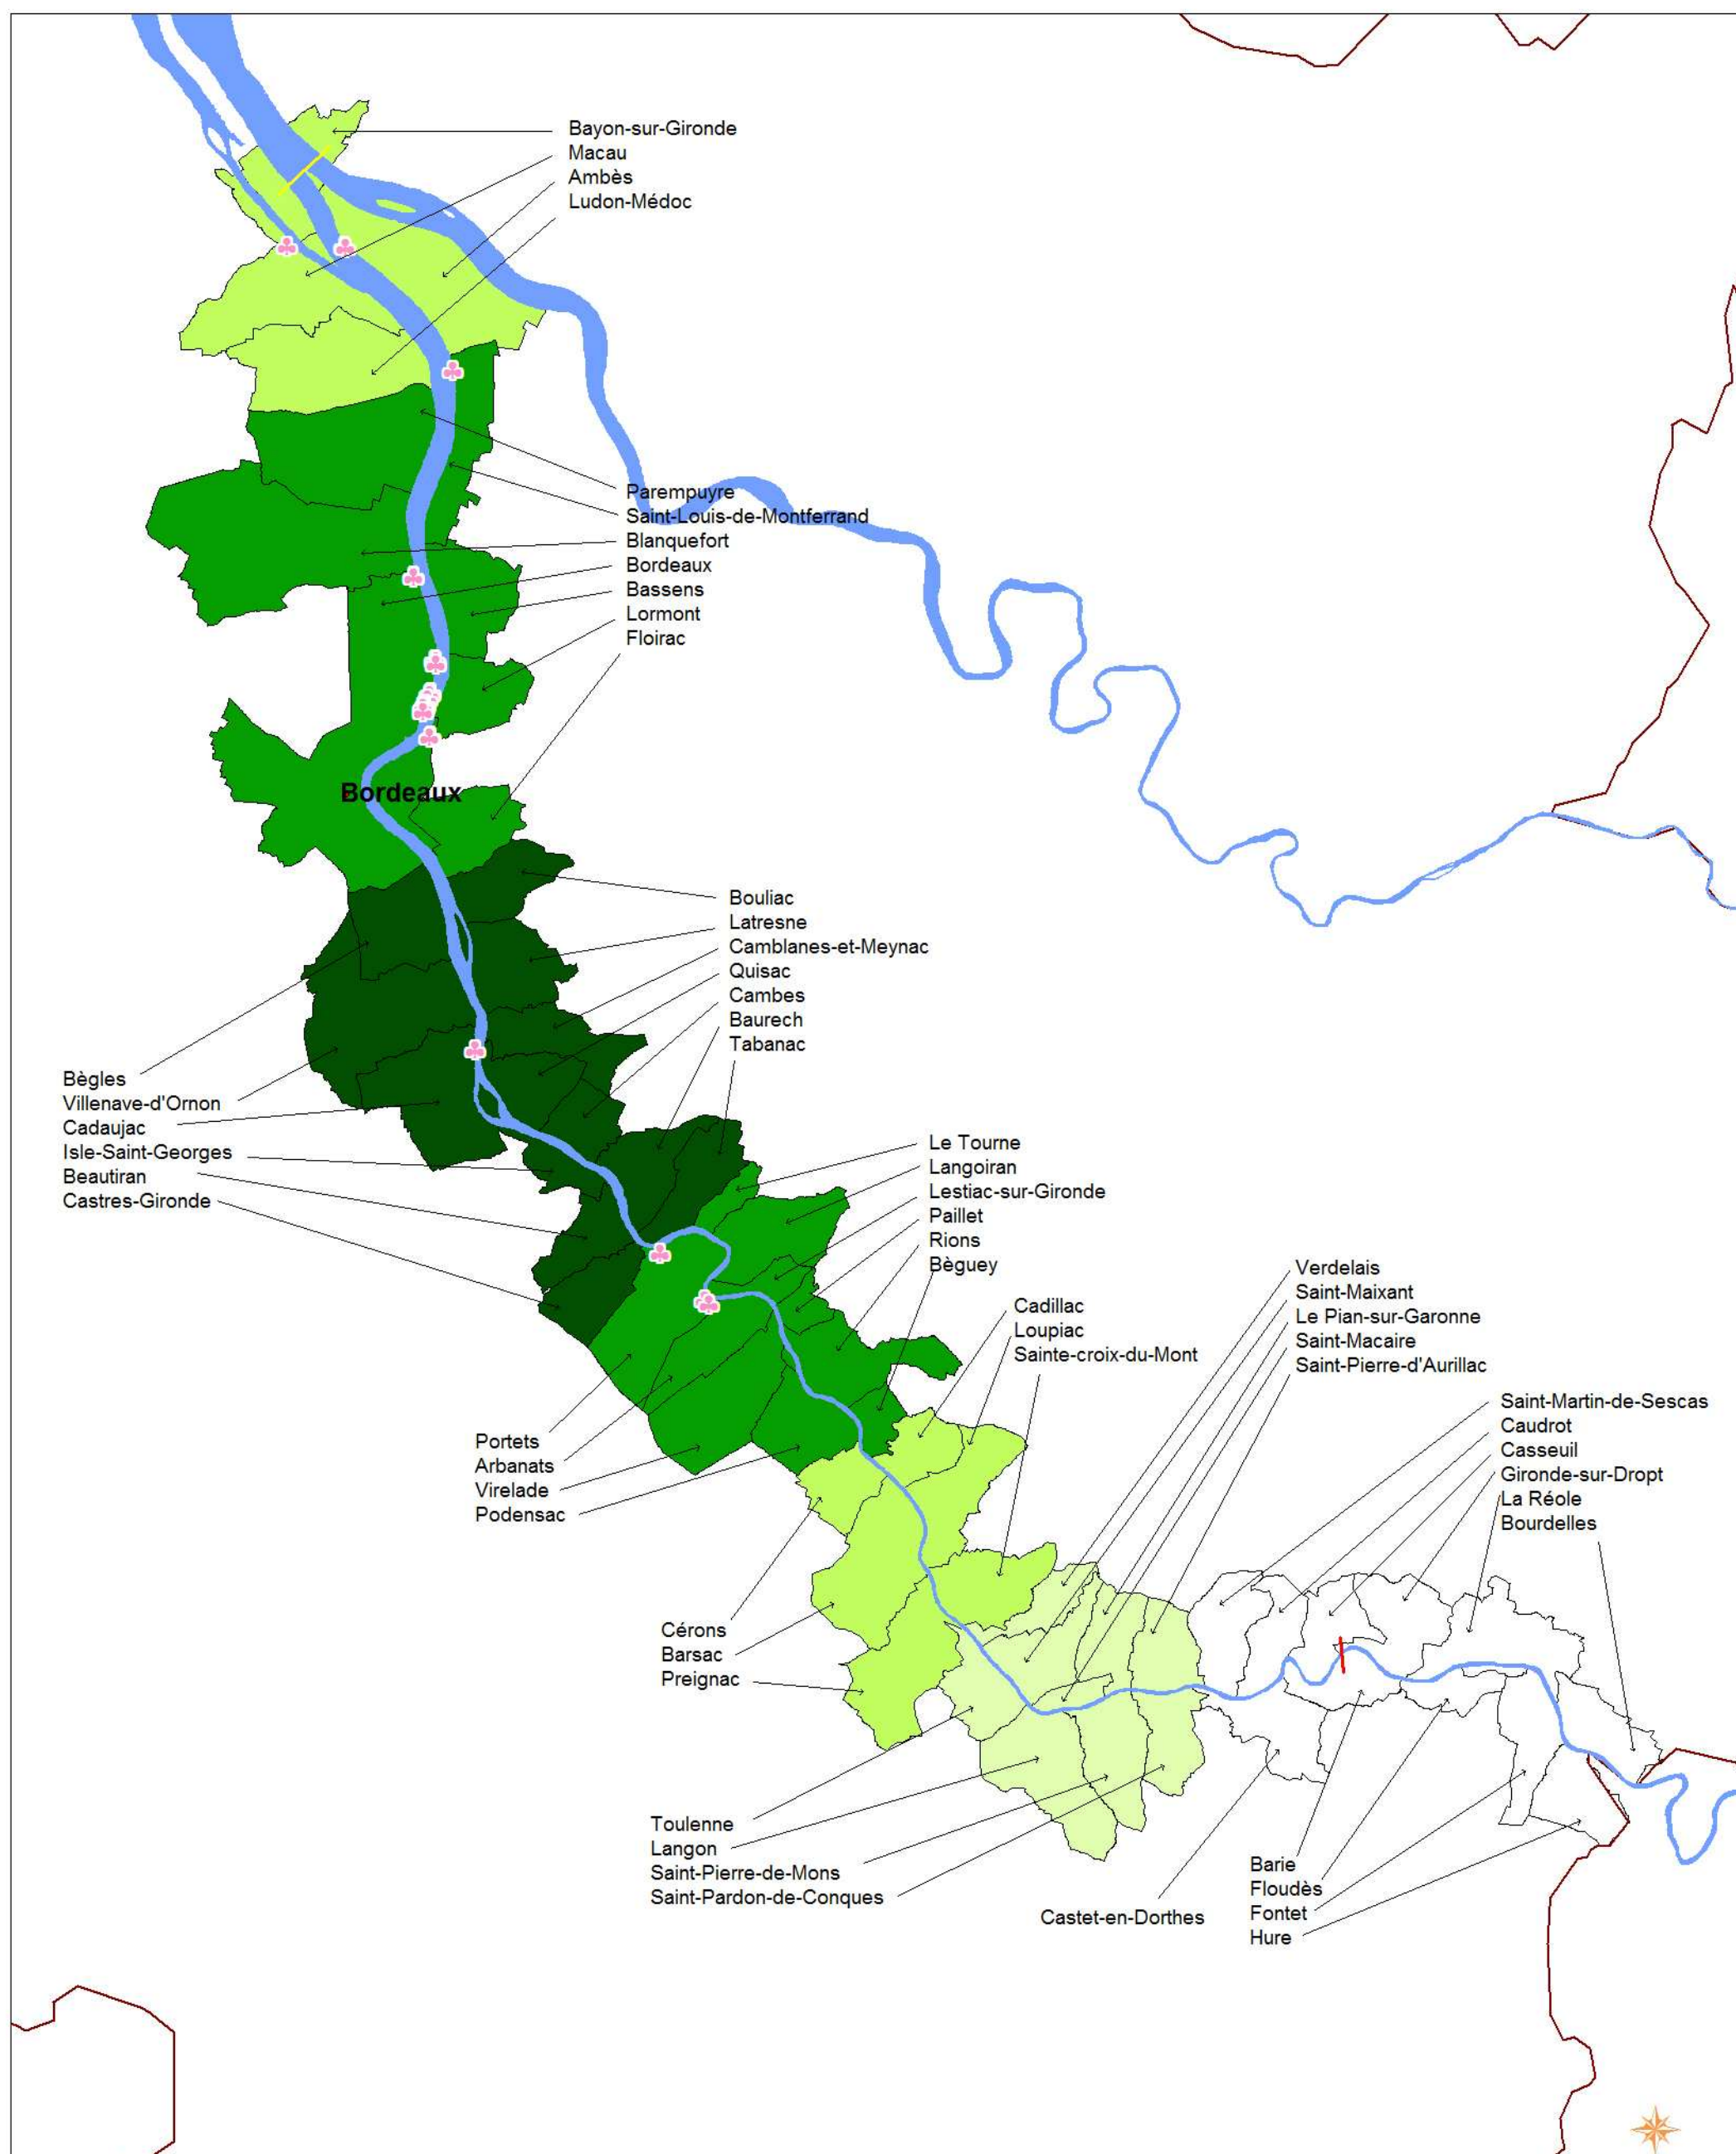 Bayon-sur-Gironde
Macau
Ambès
Ludon-Médoc
Parempuyre
Saint-Louis-de-Montferrand
Blanquefort
Bordeaux
Bassens
Lormont
Floirac
Bordeaux
Bouliac
Latresne
Camblanes-et-Meynac
Quisac
Cambes
Baurech
Tabanac
Bègles
Villenave-d'Ornon
Cadaujac
Isle-Saint-Georges
Beautiran
Castres-Gironde
Le Tourne
Langoiran
Lestiac-sur-Gironde
Paillet
Rions
Bèguey
Cadillac
Loupiac
Sainte-croix-du-Mont
Verdelais
Saint-Maixant
Le Pian-sur-Garonne
Saint-Macaire
Saint-Pierre-d'Aurillac
Saint-Martin-de-Sescas
Caudrot
Casseuil
Gironde-sur-Dropt
La Réole
Bourdelles
Portets
Arbanats
Virelade
Podensac
Cérons
Barsac
Preignac
Toulenne
Langon
Saint-Pierre-de-Mons
Saint-Pardon-de-Conques
Castet-en-Dorthes
Barie
Floudès
Fontet
Hure